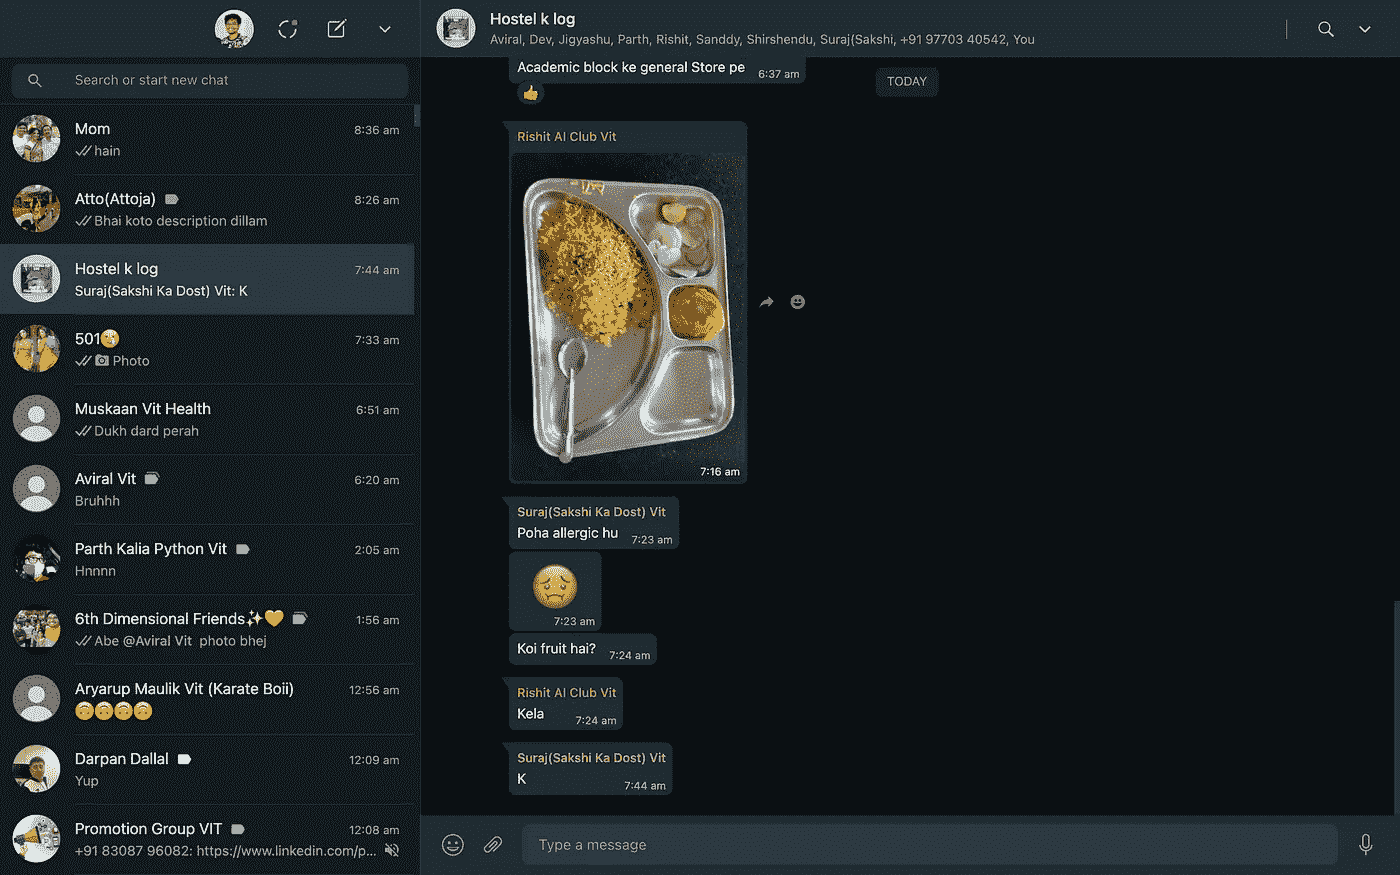 Search or start new chat
Mom
8:36 am
hain
Atto(Attoja)
8:26 am
Bhai koto description dillam
Hostel k log
7:44 am
Suraj(Sakshi Ka Dost) Vit: K
501🤫
7:33 am
Photo
Muskaan Vit Health
6:51 am
Dukh dard perah
Aviral Vit
6:20 am
Bruhhh
Parth Kalia Python Vit
2:05 am
Hnnnn
6th Dimensional Friends✨💛
1:56 am
Abe @Aviral Vit photo bhej
Aryarup Maulik Vit (Karate Boii)
12:56 am
🙃🙃🙃🙃
Darpan Dallal
12:09 am
Yup
Promotion Group VIT
12:08 am
+91 83087 96082: https://www.linkedin.com/p...
Hostel k log
Aviral, Dev, Jigyashu, Parth, Rishit, Sanddy, Shirshendu, Suraj(Sakshi, +91 97703 40542, You
TODAY
Academic block ke general Store pe
6:37 am
👍
Rishit AI Club Vit
7:16 am
Suraj(Sakshi Ka Dost) Vit
Poha allergic hu
7:23 am
😢
7:23 am
Koi fruit hai?
7:24 am
Rishit AI Club Vit
Kela
7:24 am
Suraj(Sakshi Ka Dost) Vit
K
7:44 am
Type a message